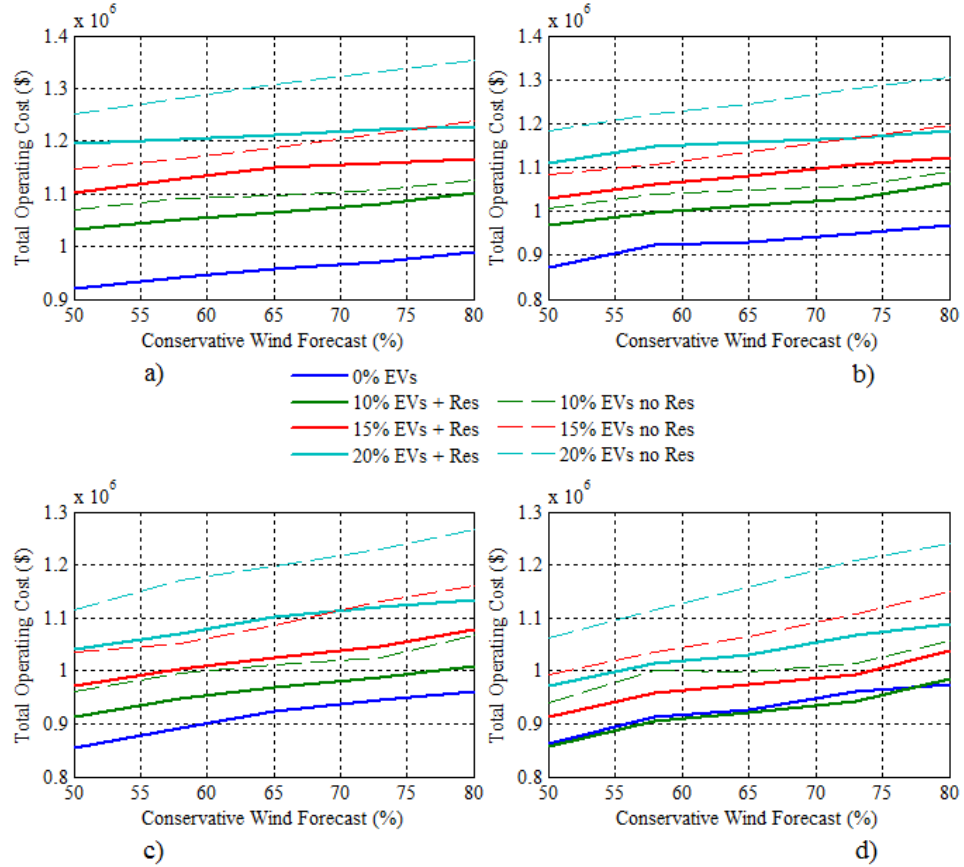 x 10^6
1.4
1.3
1.2
1.1
1
0.9
Total Operating Cost ($)
50 55 60 65 70 75 80
Conservative Wind Forecast (%)
a)
x 10^6
1.4
1.3
1.2
1.1
1
0.9
0.8
Total Operating Cost ($)
50 55 60 65 70 75 80
Conservative Wind Forecast (%)
b)
0% EVs
10% EVs + Res 10% EVs no Res
15% EVs + Res 15% EVs no Res
20% EVs + Res 20% EVs no Res
x 10^6
1.3
1.2
1.1
1
0.9
0.8
Total Operating Cost ($)
50 55 60 65 70 75 80
Conservative Wind Forecast (%)
c)
x 10^6
1.3
1.2
1.1
1
0.9
0.8
Total Operating Cost ($)
50 55 60 65 70 75 80
Conservative Wind Forecast (%)
d)